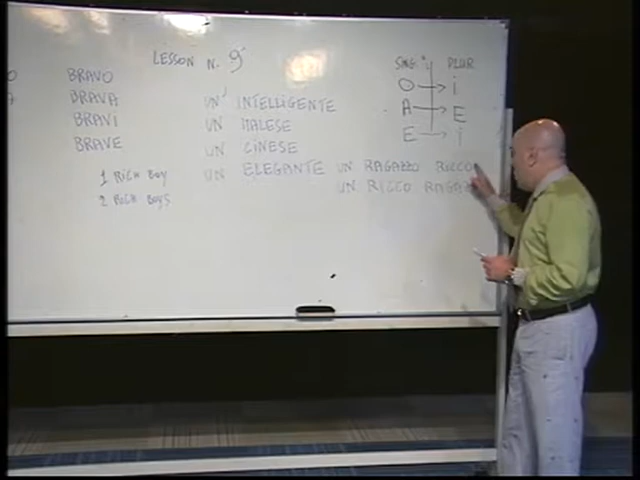 LESSON N. 9
SING. PLUR
O → i
A → E
E → i
BRAVO
BRAVA
BRAVI
BRAVE
UN' INTELLIGENTE
UN MALESE
UN CINESE
UN ELEGANTE
UN RAGAZZO RICCO
UN RICCO
1 RICH BOY
2 RICH BOYS